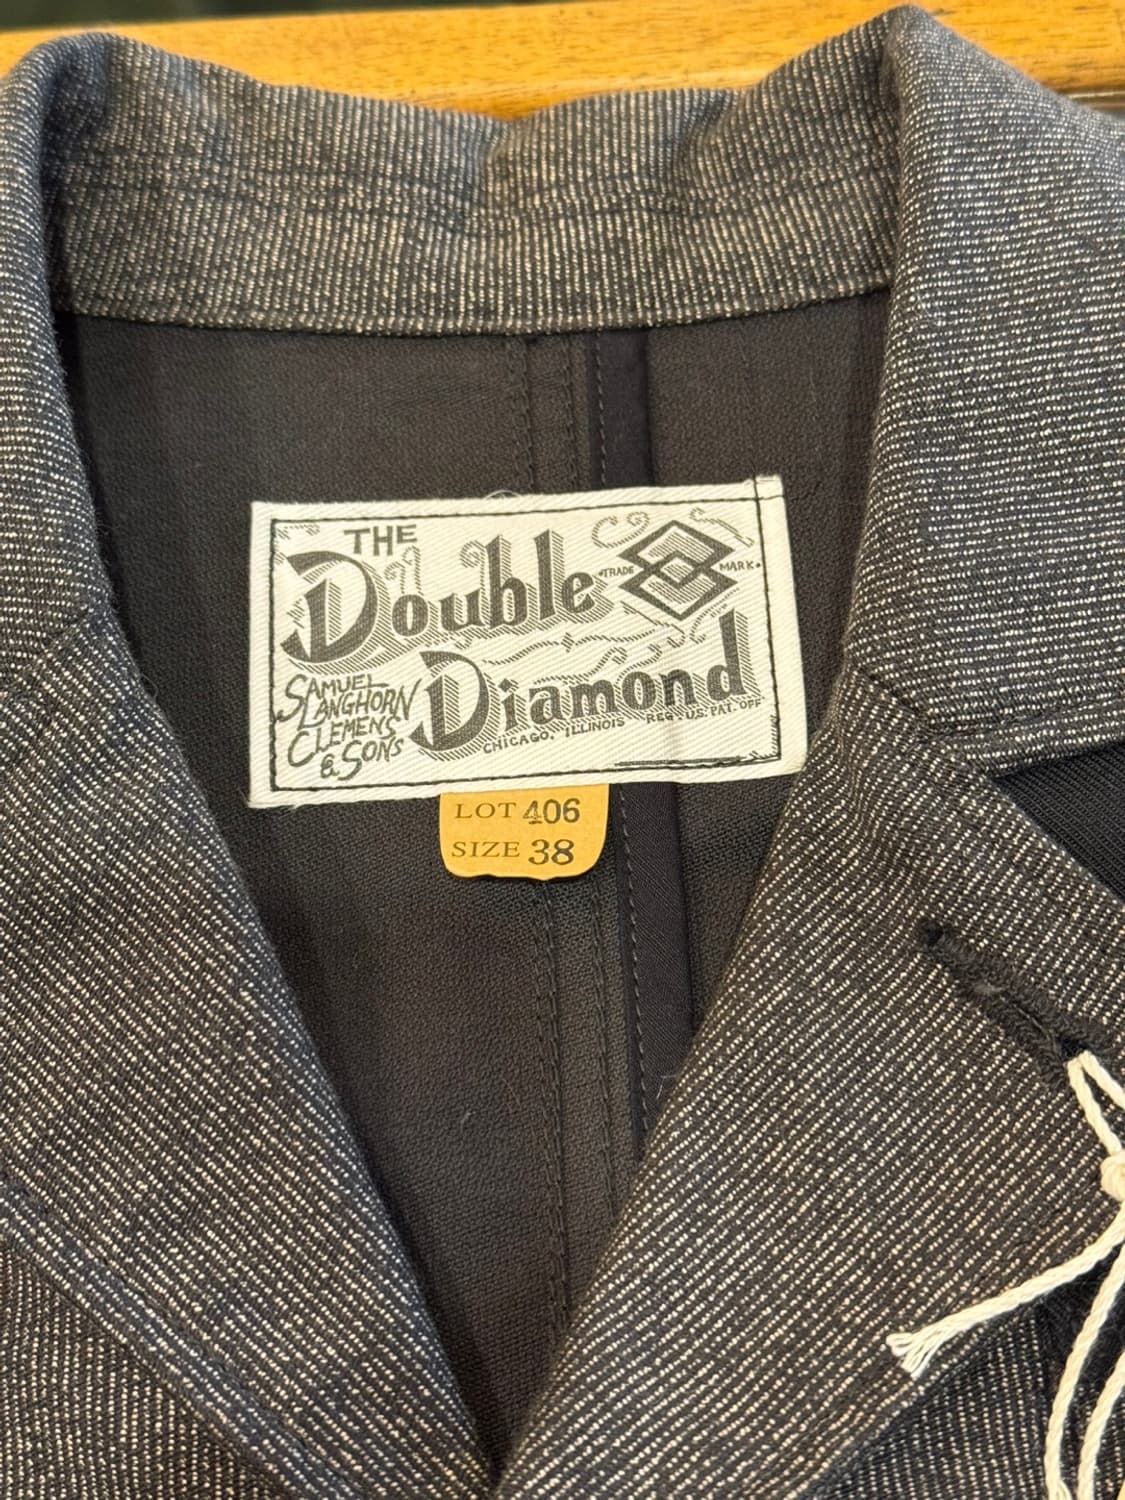 THE
Double
TRADE MARK.
Diamond
SAMUEL
LANGHORN
CLEMENS
& SONS
CHICAGO, ILLINOIS REG. U.S. PAT. OFF
LOT 406
SIZE 38